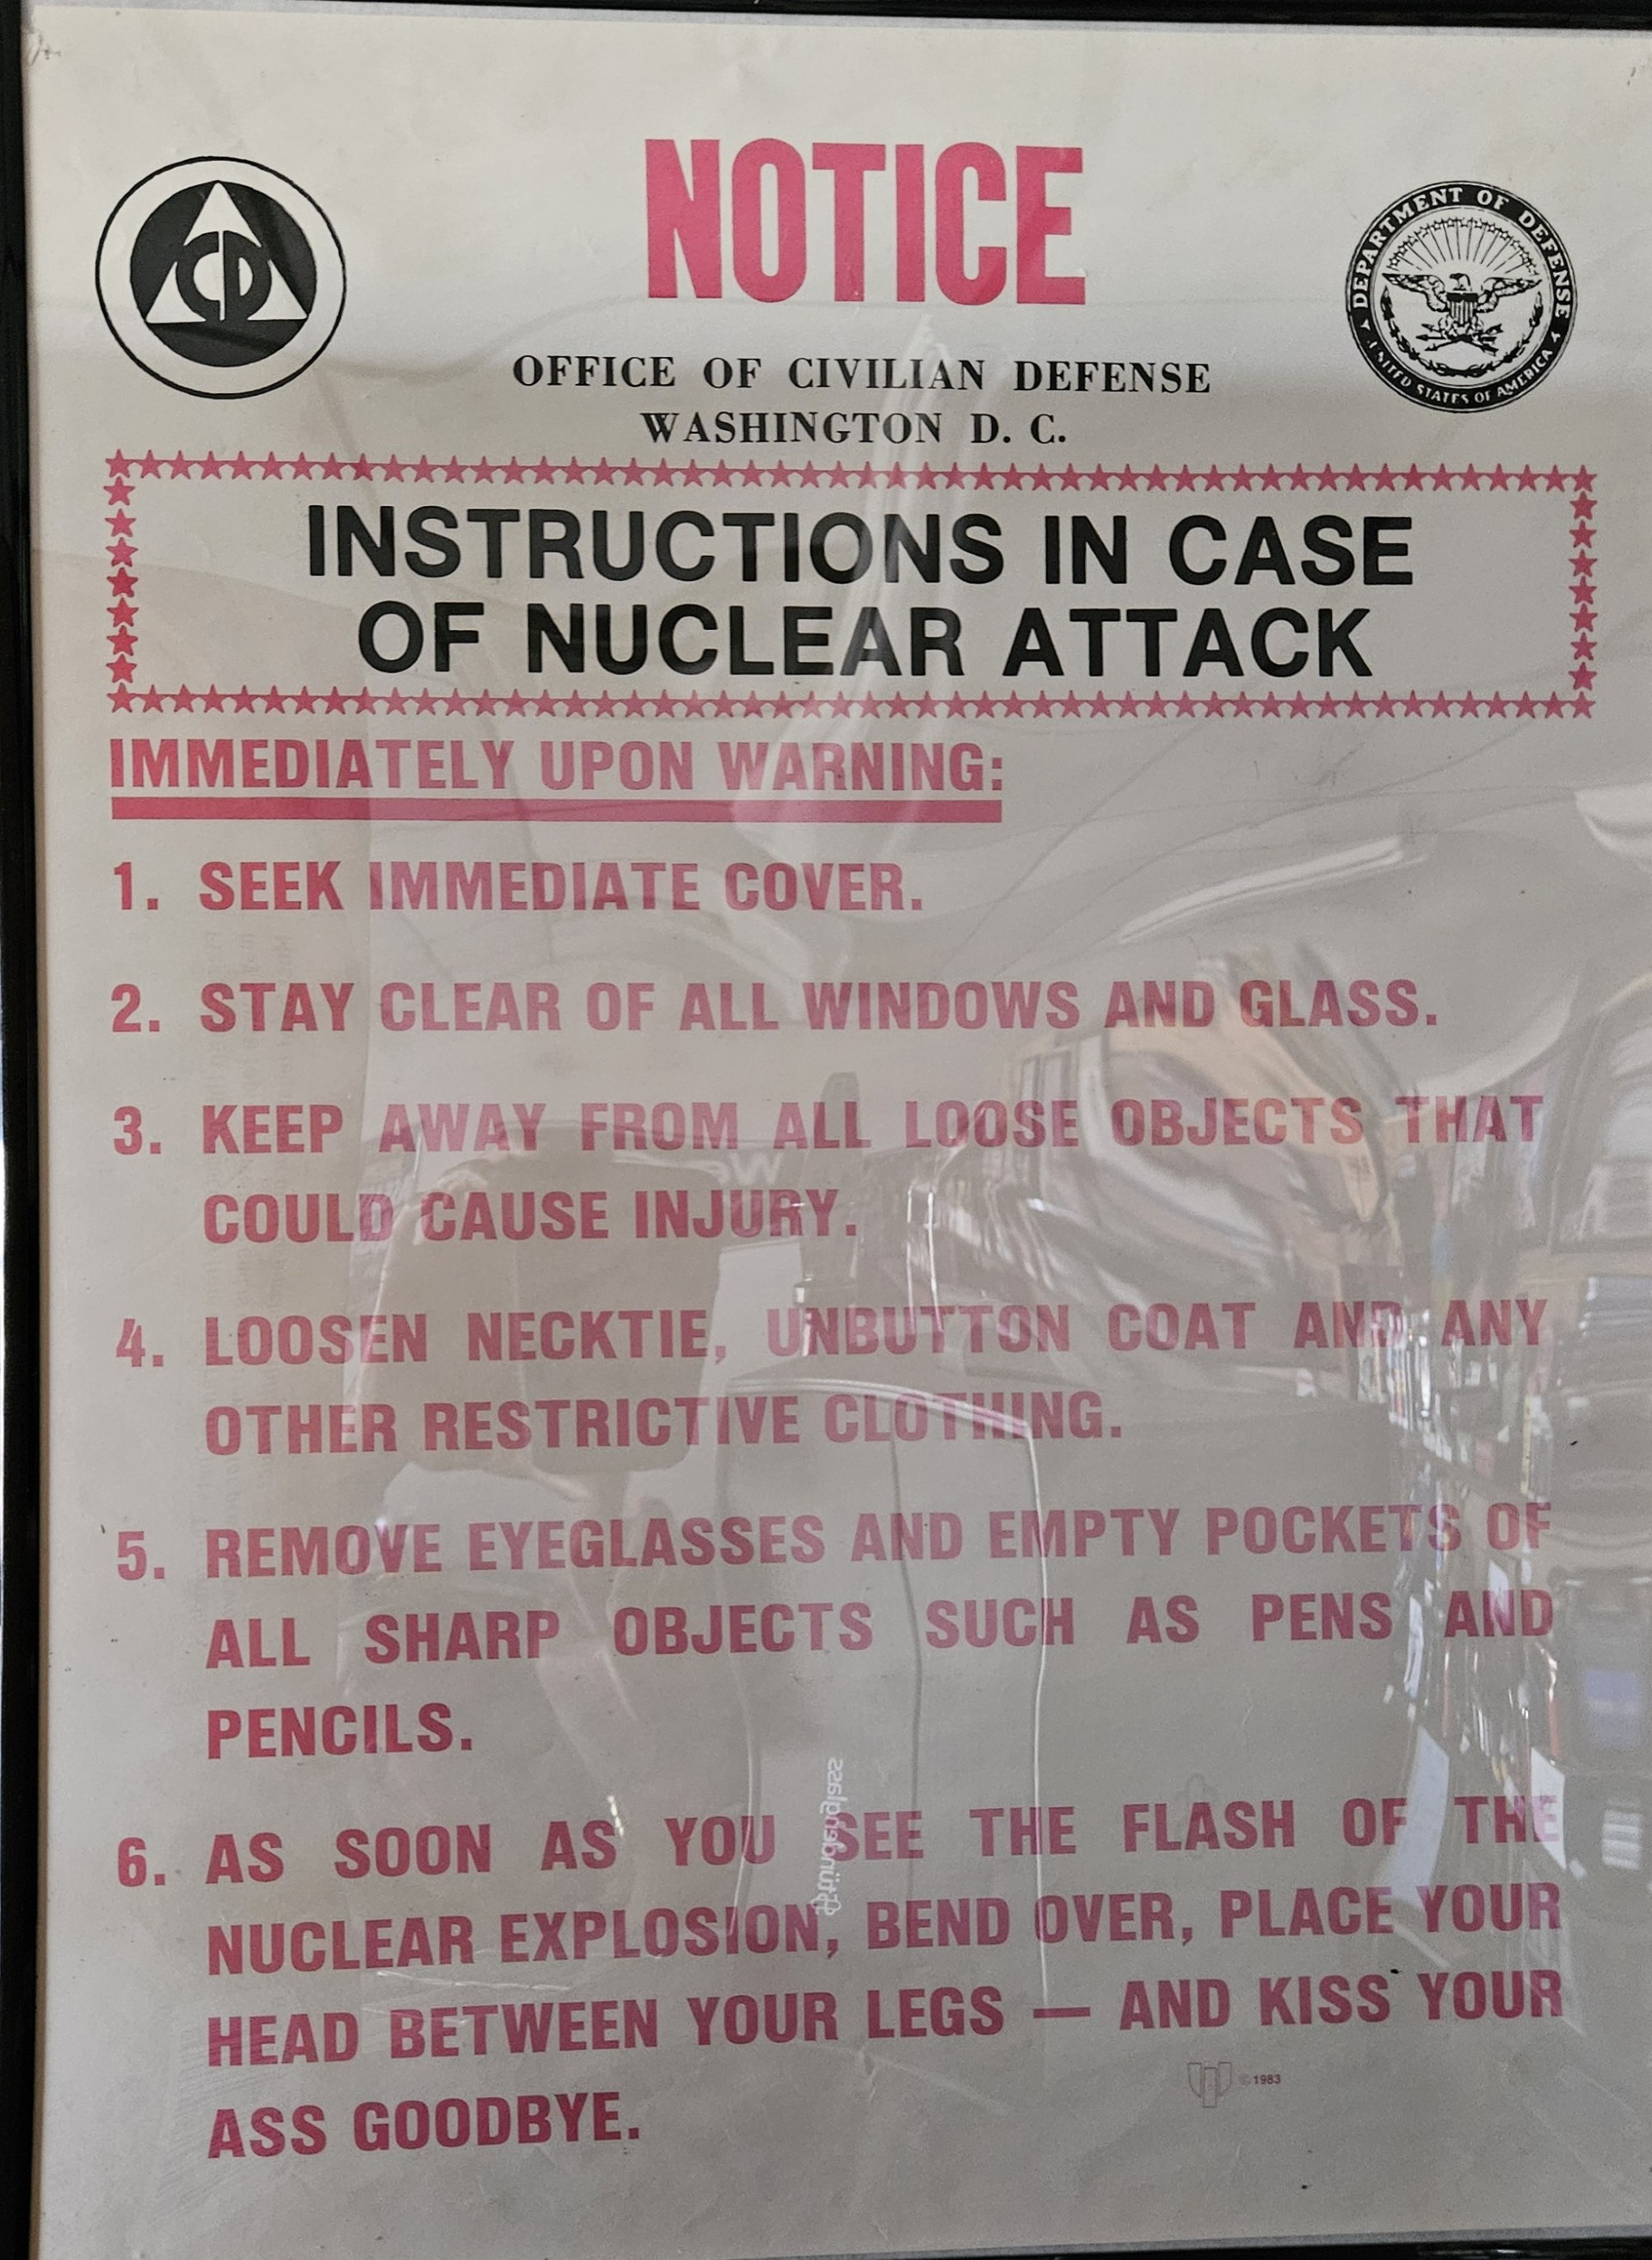 NOTICE
CD
DEPARTMENT OF DEFENSE
UNITED STATES OF AMERICA
OFFICE OF CIVILIAN DEFENSE
WASHINGTON D. C.
INSTRUCTIONS IN CASE
OF NUCLEAR ATTACK
IMMEDIATELY UPON WARNING:
1. SEEK IMMEDIATE COVER.
2. STAY CLEAR OF ALL WINDOWS AND GLASS.
3. KEEP AWAY FROM ALL LOOSE OBJECTS THAT
COULD CAUSE INJURY.
4. LOOSEN NECKTIE, UNBUTTON COAT AND ANY
OTHER RESTRICTIVE CLOTHING.
5. REMOVE EYEGLASSES AND EMPTY POCKETS OF
ALL SHARP OBJECTS SUCH AS PENS AND
PENCILS.
6. AS SOON AS YOU SEE THE FLASH OF THE
NUCLEAR EXPLOSION, BEND OVER, PLACE YOUR
HEAD BETWEEN YOUR LEGS — AND KISS YOUR
ASS GOODBYE.
©1983